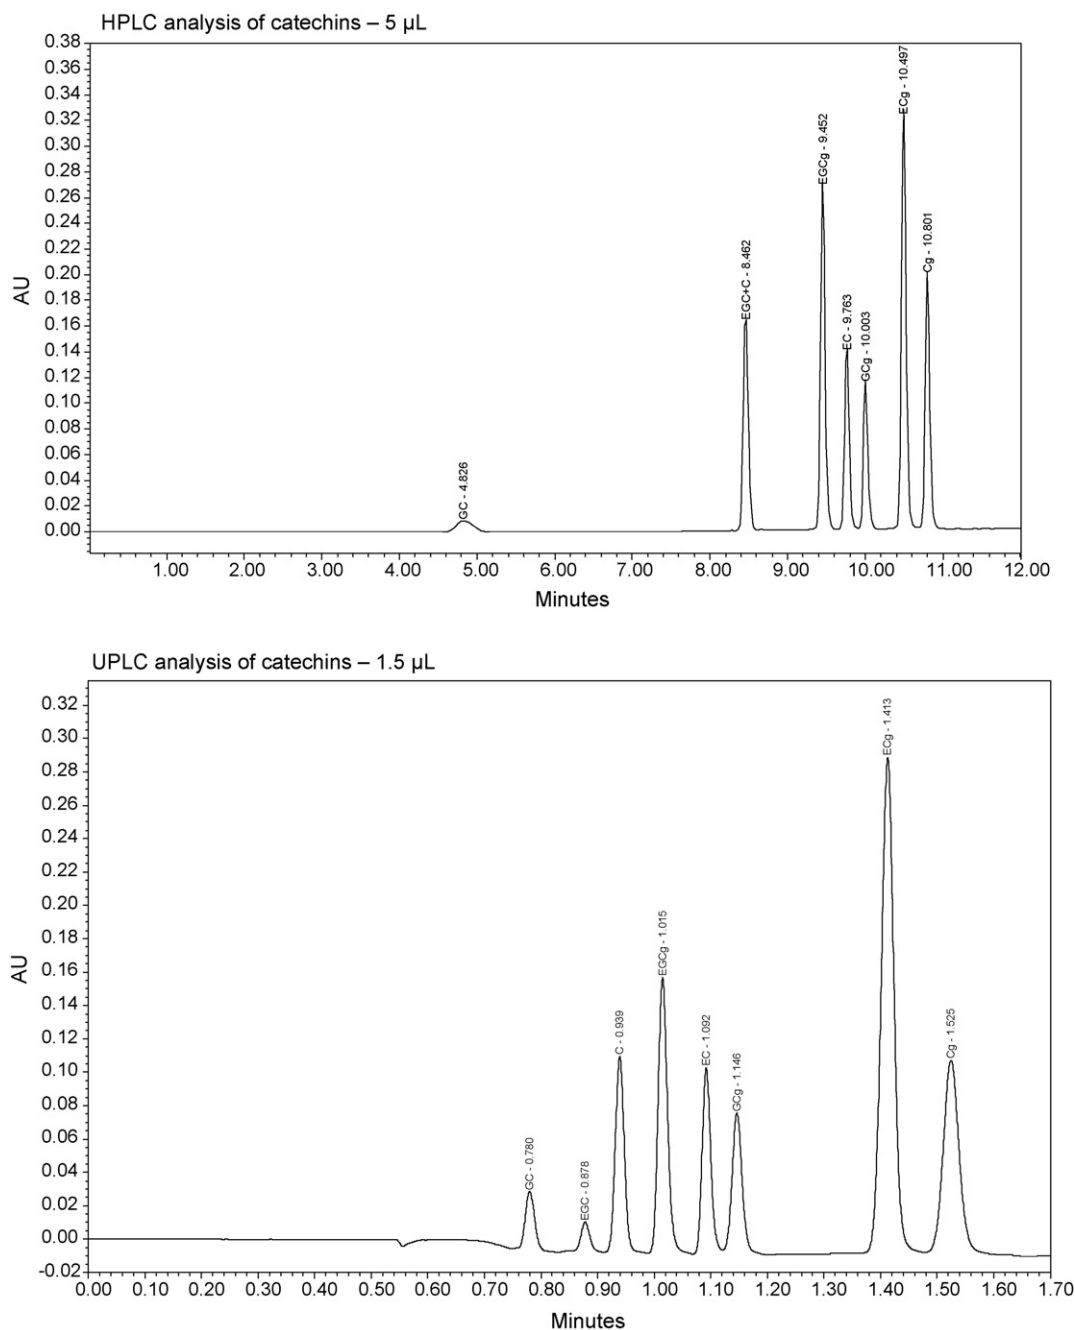 HPLC analysis of catechins – 5 µL
0.38
0.36
0.34
0.32
0.30
0.28
0.26
0.24
0.22
0.20
0.18
0.16
0.14
0.12
0.10
0.08
0.06
0.04
0.02
0.00
AU
GC - 4.826
EGC+C - 8.462
EGCg - 9.452
EC - 9.763
GCg - 10.003
ECg - 10.497
Cg - 10.801
1.00 2.00 3.00 4.00 5.00 6.00 7.00 8.00 9.00 10.00 11.00 12.00
Minutes
UPLC analysis of catechins – 1.5 µL
0.32
0.30
0.28
0.26
0.24
0.22
0.20
0.18
0.16
0.14
0.12
0.10
0.08
0.06
0.04
0.02
0.00
-0.02
AU
GC - 0.780
EGC - 0.878
C - 0.939
EGCg - 1.015
EC - 1.092
GCg - 1.146
ECg - 1.413
Cg - 1.525
0.00 0.10 0.20 0.30 0.40 0.50 0.60 0.70 0.80 0.90 1.00 1.10 1.20 1.30 1.40 1.50 1.60 1.70
Minutes